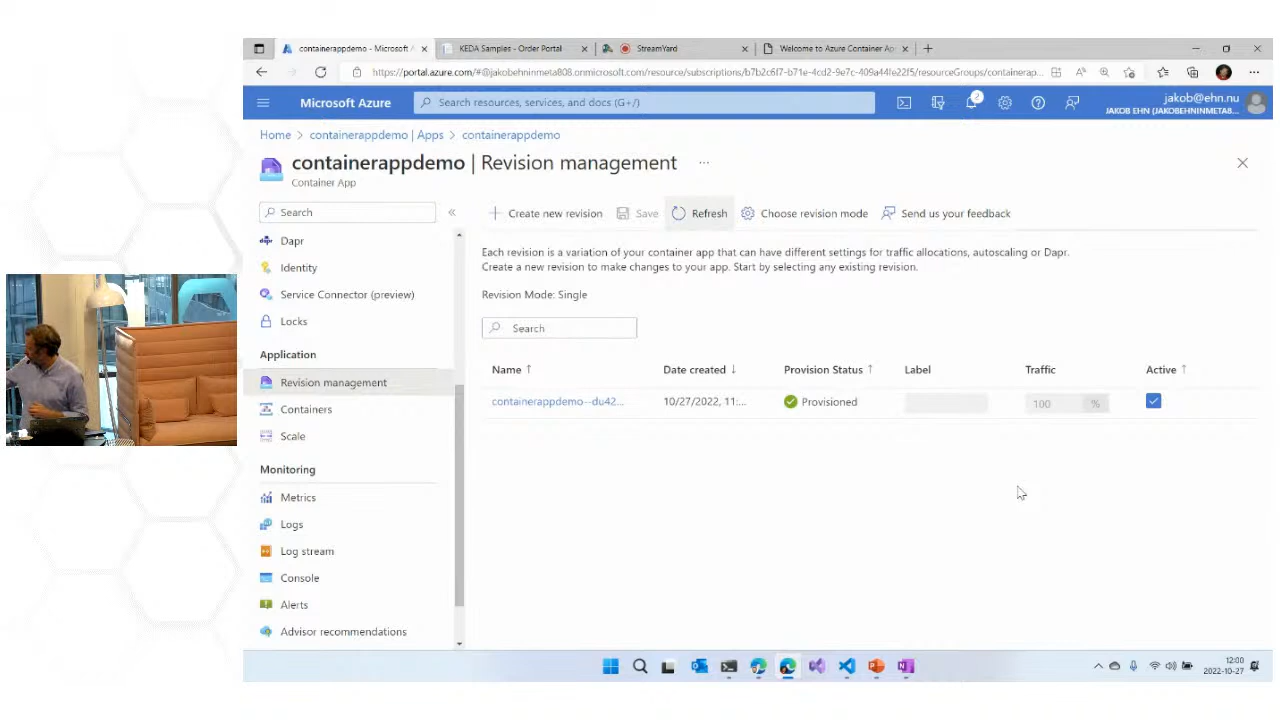 containerappdemo - Microsoft A
KEDA Samples - Order Portal
StreamYard
Welcome to Azure Container Ap
https://portal.azure.com/#@jakobehninmeta808.onmicrosoft.com/resource/subscriptions/b7b2c6f7-b71e-4cd2-9e7c-409a44fe22f5/resourceGroups/containerap...
Microsoft Azure
Search resources, services, and docs (G+/)
2
jakob@ehn.nu
JAKOB EHN (JAKOBEHNINMETA8...
Home > containerappdemo | Apps > containerappdemo
containerappdemo | Revision management ...
Container App
Search
«
Create new revision
Save
Refresh
Choose revision mode
Send us your feedback
Dapr
Identity
Service Connector (preview)
Locks
Application
Revision management
Containers
Scale
Monitoring
Metrics
Logs
Log stream
Console
Alerts
Advisor recommendations
Each revision is a variation of your container app that can have different settings for traffic allocations, autoscaling or Dapr.
Create a new revision to make changes to your app. Start by selecting any existing revision.
Revision Mode: Single
Search
Name ↑ Date created ↓ Provision Status ↑ Label Traffic Active ↑
containerappdemo--du42... 10/27/2022, 11:... Provisioned 100 %
12:00
2022-10-27